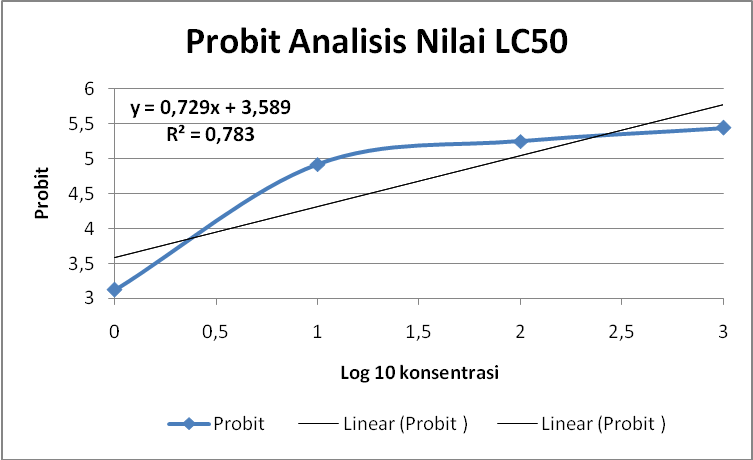 Probit Analisis Nilai LC50
y = 0,729x + 3,589
R² = 0,783
6
5,5
5
4,5
4
3,5
3
Probit
0 0,5 1 1,5 2 2,5 3
Log 10 konsentrasi
Probit Linear (Probit ) Linear (Probit )